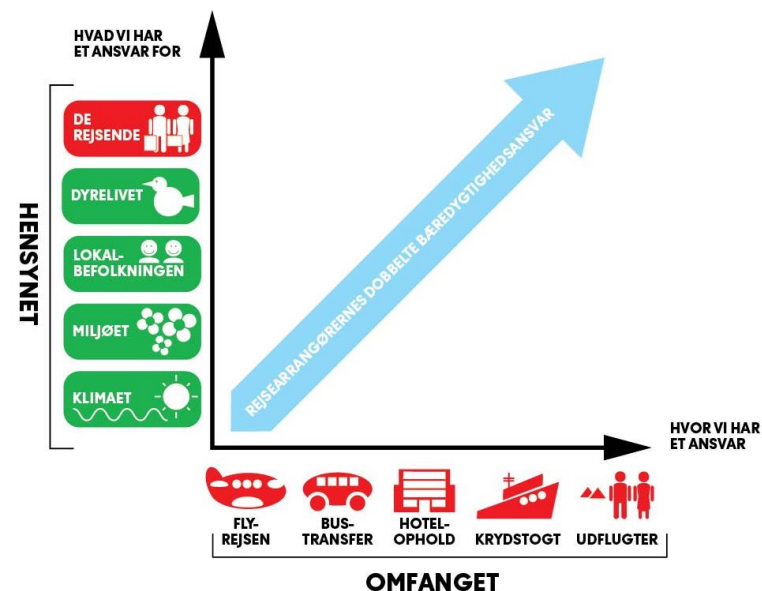 HVAD VI HAR
ET ANSVAR FOR
HENSYNET
DE
REJSENDE
DYRELIVET
LOKAL-
BEFOLKNINGEN
MILJØET
KLIMAET
REJSEARRANGØRERNES DOBBELTE BÆREDYGTIGHEDSANSVAR
HVOR VI HAR
ET ANSVAR
FLY-
REJSEN
BUS-
TRANSFER
HOTEL-
OPHOLD
KRYDSTOGT
UDFLUGTER
OMFANGET